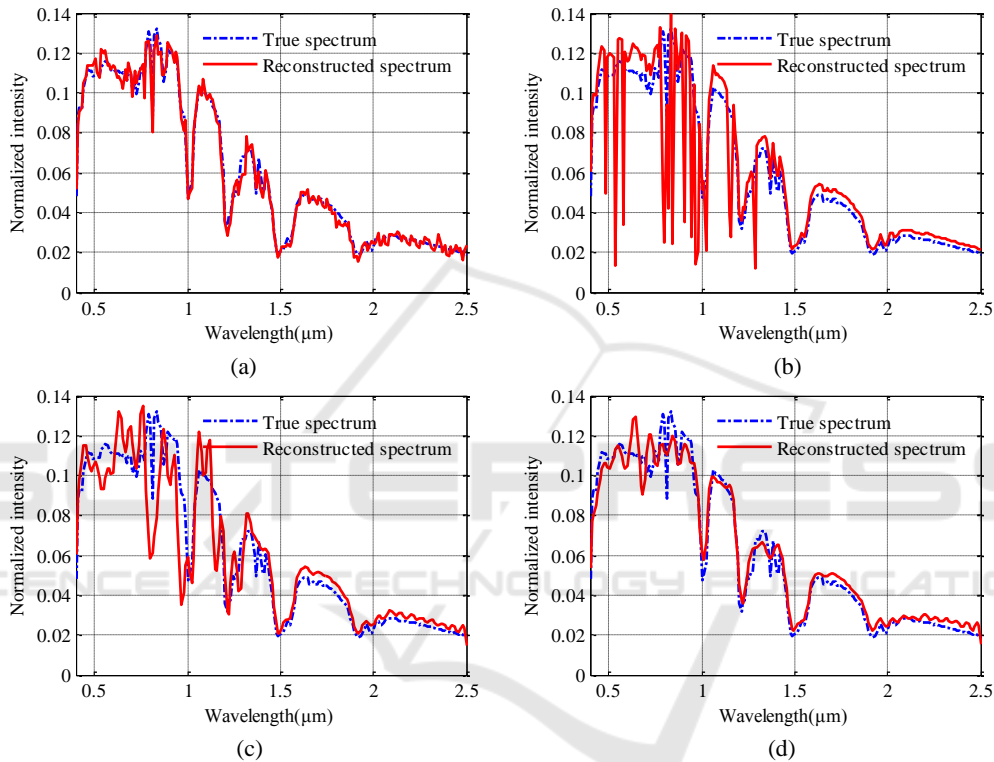 0.14
0.12
0.1
0.08
0.06
0.04
0.02
0
Normalized intensity
True spectrum
Reconstructed spectrum
0.5
1
1.5
2
2.5
Wavelength(µm)
(a)
0.14
0.12
0.1
0.08
0.06
0.04
0.02
0
Normalized intensity
True spectrum
Reconstructed spectrum
0.5
1
1.5
2
2.5
Wavelength(µm)
(b)
0.14
0.12
0.1
0.08
0.06
0.04
0.02
0
Normalized intensity
True spectrum
Reconstructed spectrum
0.5
1
1.5
2
2.5
Wavelength(µm)
(c)
0.14
0.12
0.1
0.08
0.06
0.04
0.02
0
Normalized intensity
True spectrum
Reconstructed spectrum
0.5
1
1.5
2
2.5
Wavelength(µm)
(d)